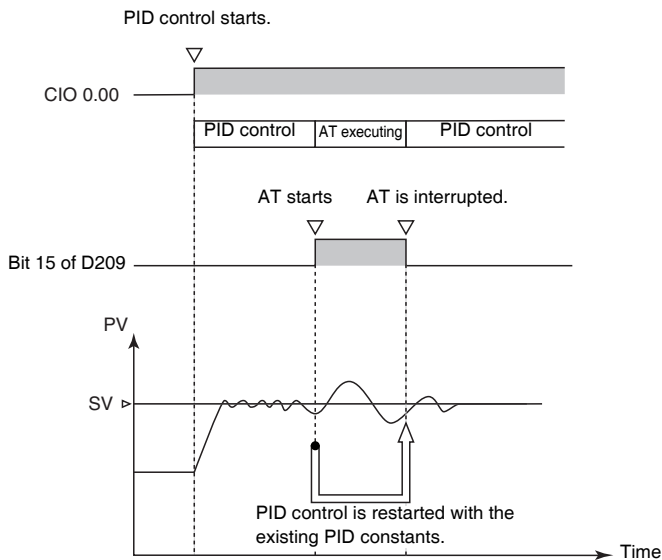 PID control starts.
CIO 0.00
PID control AT executing PID control
AT starts AT is interrupted.
Bit 15 of D209
PV
SV
PID control is restarted with the
existing PID constants.
Time